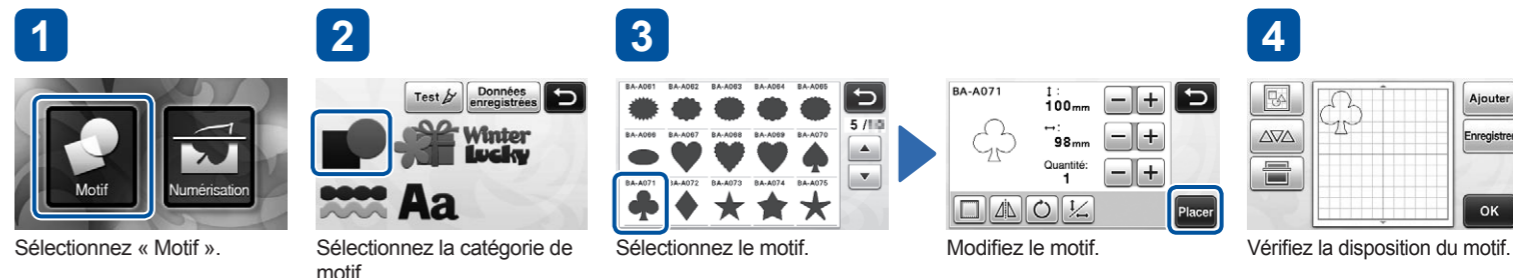 1
2
3
4
Motif
Numérisation
Sélectionnez « Motif ».
Test
Données
enregistrées
Winter
Lucky
Aa
Sélectionnez la catégorie de
motif
BA-A061 BA-A062 BA-A063 BA-A064 BA-A065
5 /
BA-A066 BA-A067 BA-A068 BA-A069 BA-A070
BA-A071 BA-A072 BA-A073 BA-A074 BA-A075
Sélectionnez le motif.
BA-A071
100mm
98mm
Quantité:
1
Placer
Modifiez le motif.
Ajouter
Enregistrer
OK
Vérifiez la disposition du motif.